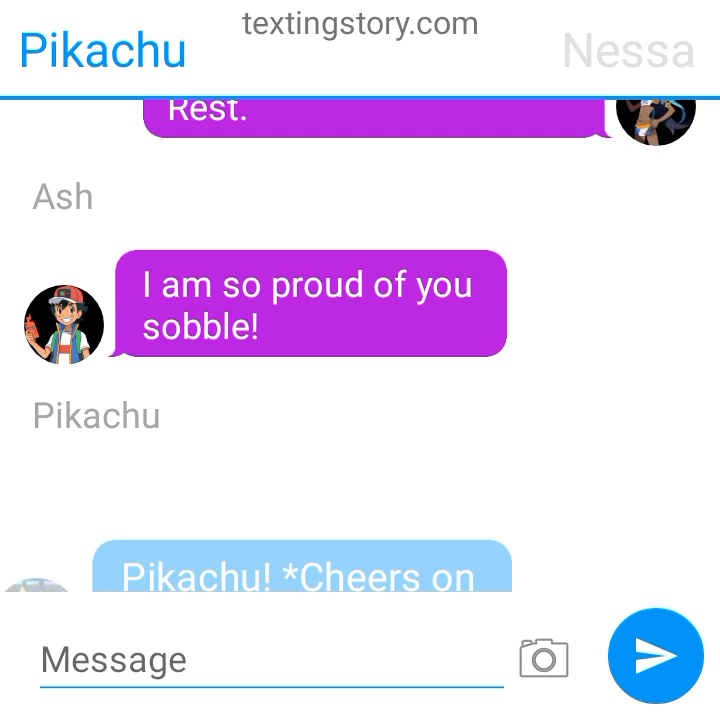 textingstory.com
Pikachu Nessa
Rest.
Ash
I am so proud of you
sobble!
Pikachu
Pikachu! *Cheers on
Message